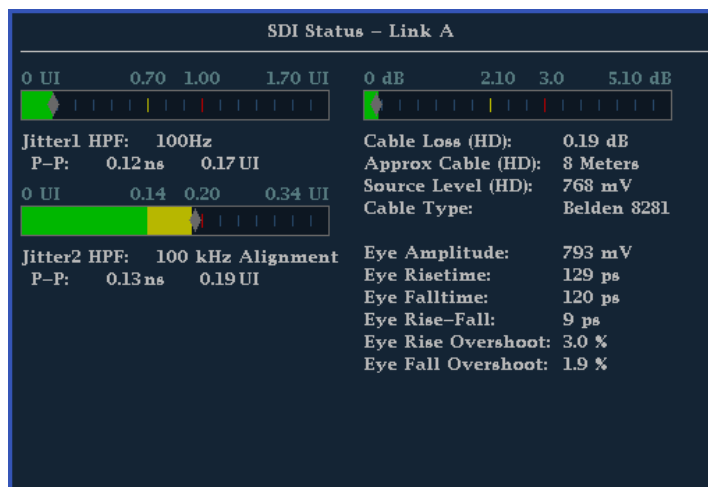 SDI Status – Link A
0 UI 0.70 1.00 1.70 UI
Jitter1 HPF: 100Hz
P–P: 0.12 ns 0.17 UI
0 UI 0.14 0.20 0.34 UI
Jitter2 HPF: 100 kHz Alignment
P–P: 0.13 ns 0.19 UI
0 dB 2.10 3.0 5.10 dB
Cable Loss (HD): 0.19 dB
Approx Cable (HD): 8 Meters
Source Level (HD): 768 mV
Cable Type: Belden 8281
Eye Amplitude: 793 mV
Eye Risetime: 129 ps
Eye Falltime: 120 ps
Eye Rise–Fall: 9 ps
Eye Rise Overshoot: 3.0 %
Eye Fall Overshoot: 1.9 %